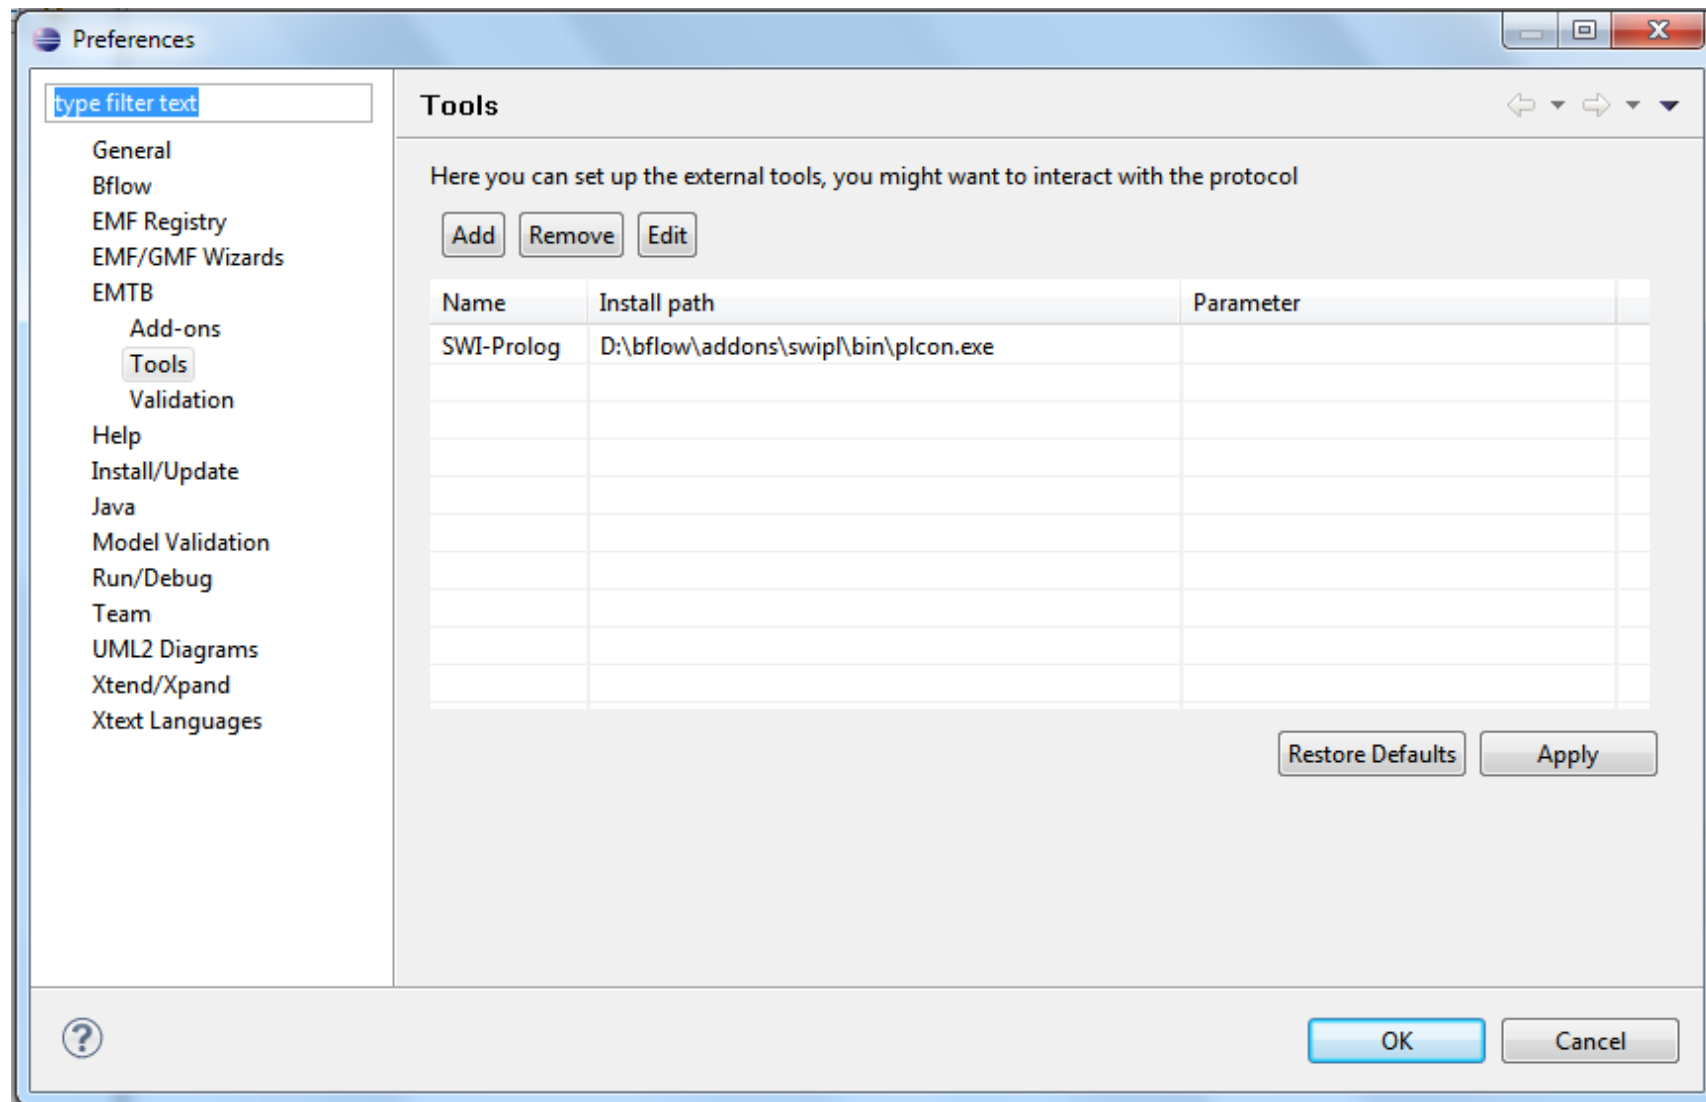 Preferences
type filter text
General
Bflow
EMF Registry
EMF/GMF Wizards
EMTB
Add-ons
Tools
Validation
Help
Install/Update
Java
Model Validation
Run/Debug
Team
UML2 Diagrams
Xtend/Xpand
Xtext Languages
Tools
Here you can set up the external tools, you might want to interact with the protocol
Add Remove Edit
Name Install path Parameter
SWI-Prolog D:\bflow\addons\swipl\bin\plcon.exe
Restore Defaults Apply
OK Cancel